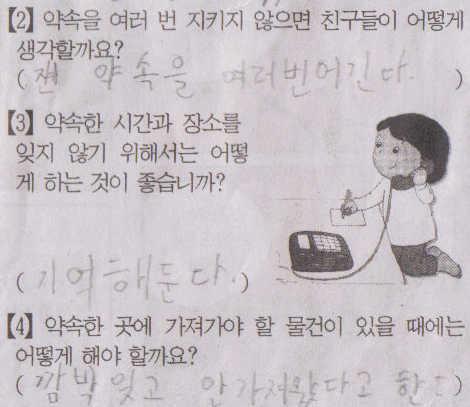 【2】 약속을 여러 번 지키지 않으면 친구들이 어떻게
생각할까요?
( 쟨 약속을 여러번어긴다. )
【3】 약속한 시간과 장소를
잊지 않기 위해서는 어떻
게 하는 것이 좋습니까?
( 기억해둔다. )
【4】 약속한 곳에 가져가야 할 물건이 있을 때에는
어떻게 해야 할까요?
( 깜박잊고 안가저왔다고 한다 )